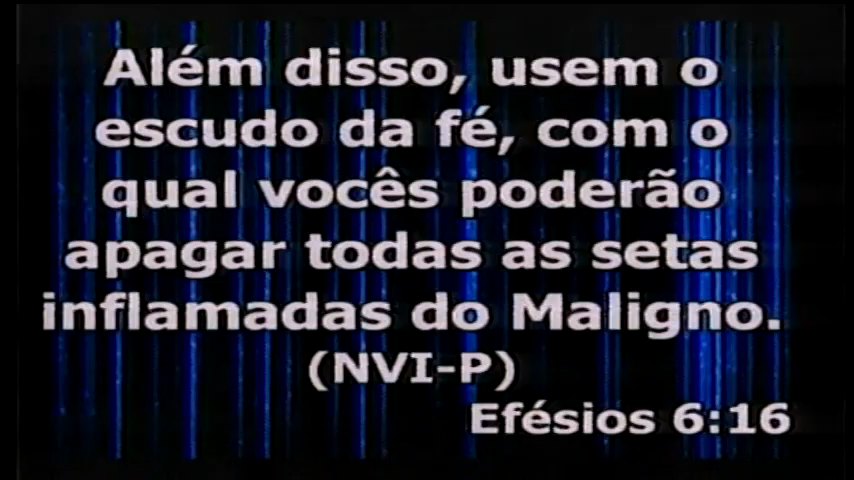 Além disso, usem o
escudo da fé, com o
qual vocês poderão
apagar todas as setas
inflamadas do Maligno.
(NVI-P)
Efésios 6:16